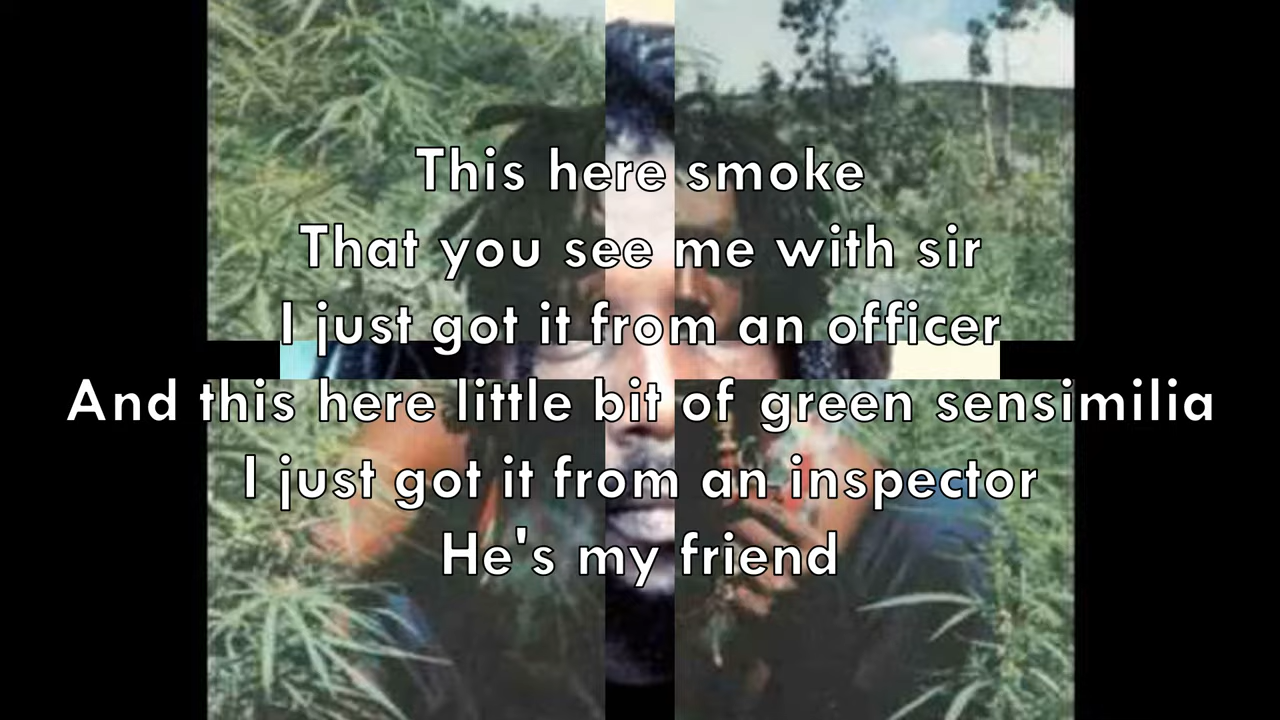 This here smoke
That you see me with sir
I just got it from an officer
And this here little bit of green sensimilia
I just got it from an inspector
He's my friend